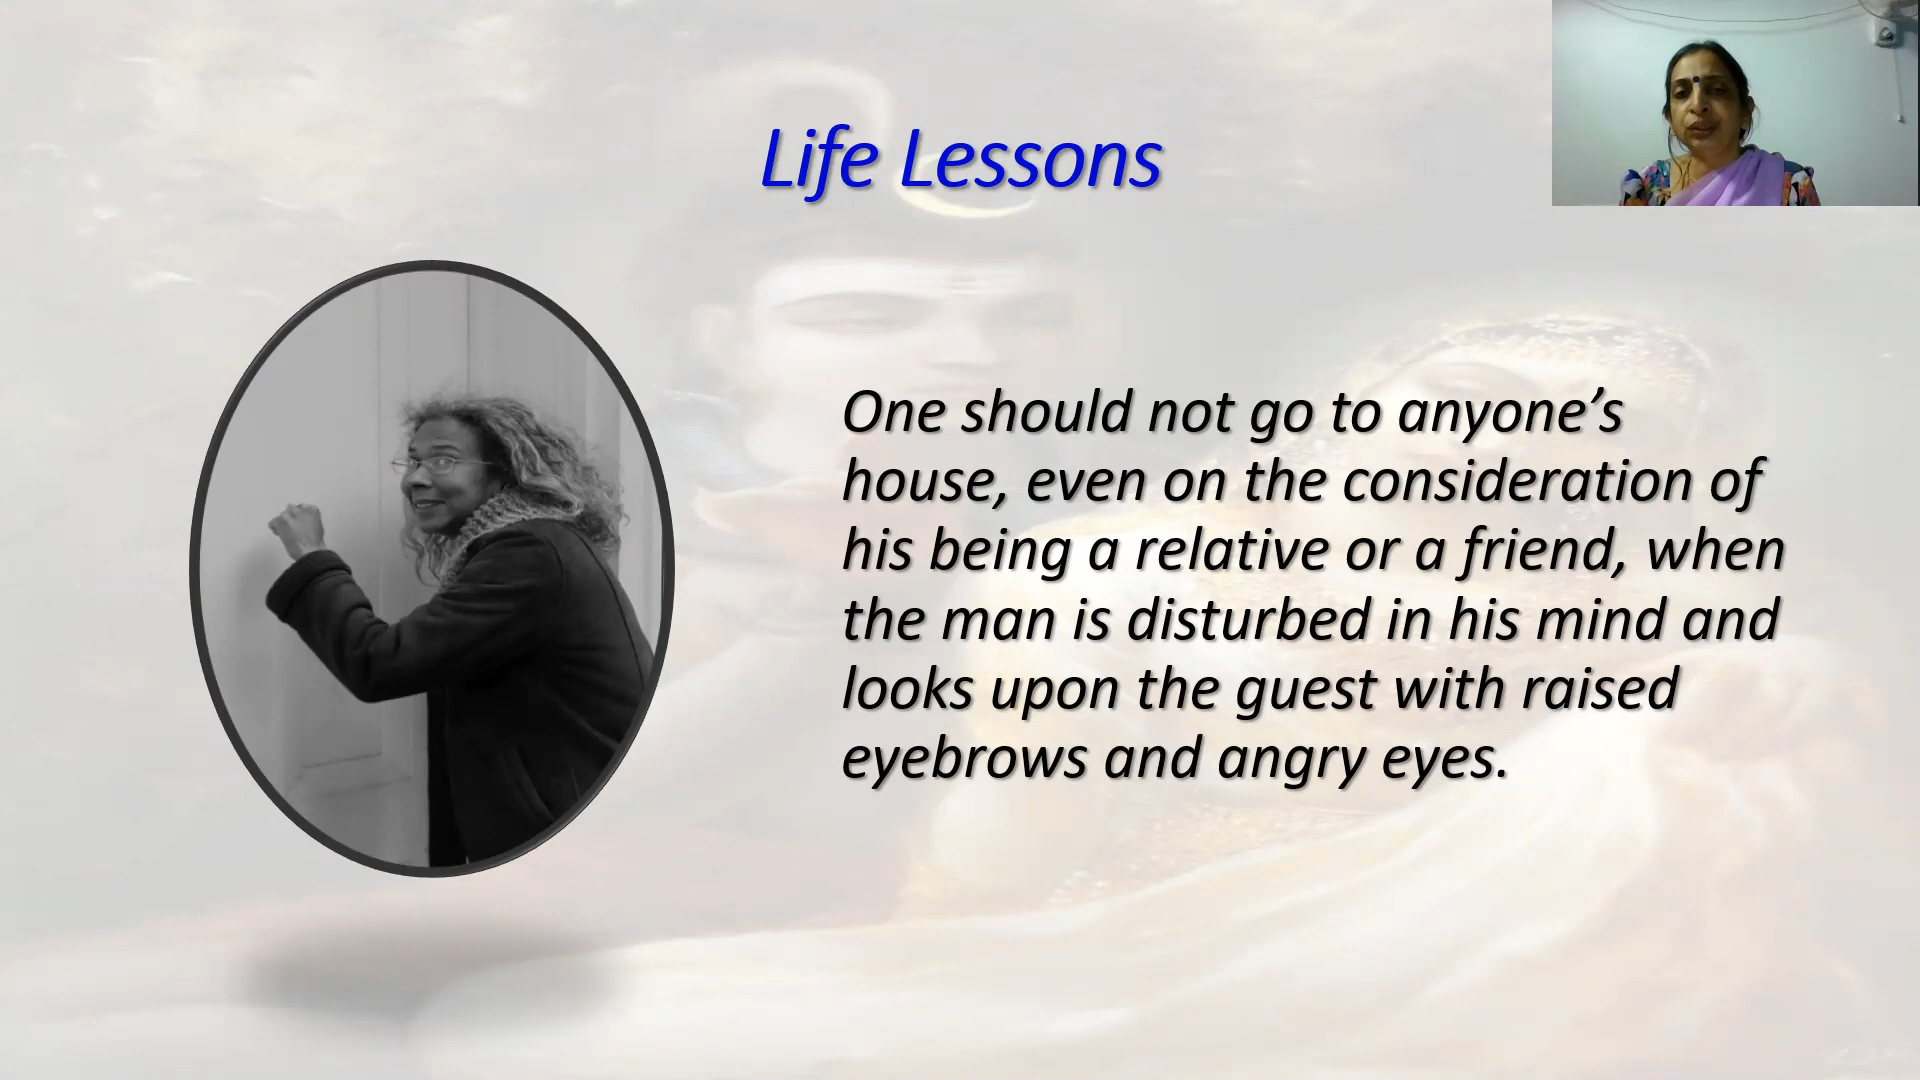 Life Lessons
One should not go to anyone’s
house, even on the consideration of
his being a relative or a friend, when
the man is disturbed in his mind and
looks upon the guest with raised
eyebrows and angry eyes.